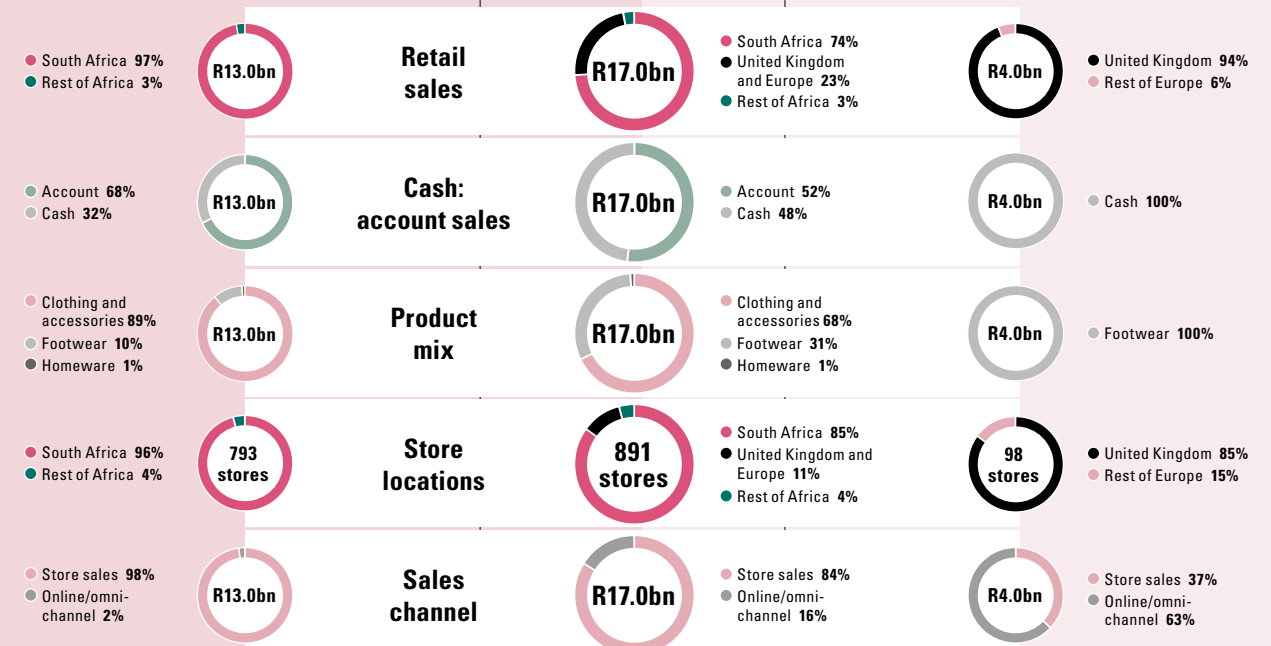 South Africa 97%
Rest of Africa 3%
R13.0bn
Retail
sales
R17.0bn
South Africa 74%
United Kingdom
and Europe 23%
Rest of Africa 3%
R4.0bn
United Kingdom 94%
Rest of Europe 6%
Account 68%
Cash 32%
R13.0bn
Cash:
account sales
R17.0bn
Account 52%
Cash 48%
R4.0bn
Cash 100%
Clothing and
accessories 89%
Footwear 10%
Homeware 1%
R13.0bn
Product
mix
R17.0bn
Clothing and
accessories 68%
Footwear 31%
Homeware 1%
R4.0bn
Footwear 100%
South Africa 96%
Rest of Africa 4%
793
stores
Store
locations
891
stores
South Africa 85%
United Kingdom and
Europe 11%
Rest of Africa 4%
98
stores
United Kingdom 85%
Rest of Europe 15%
Store sales 98%
Online/omni-
channel 2%
R13.0bn
Sales
channel
R17.0bn
Store sales 84%
Online/omni-
channel 16%
R4.0bn
Store sales 37%
Online/omni-
channel 63%